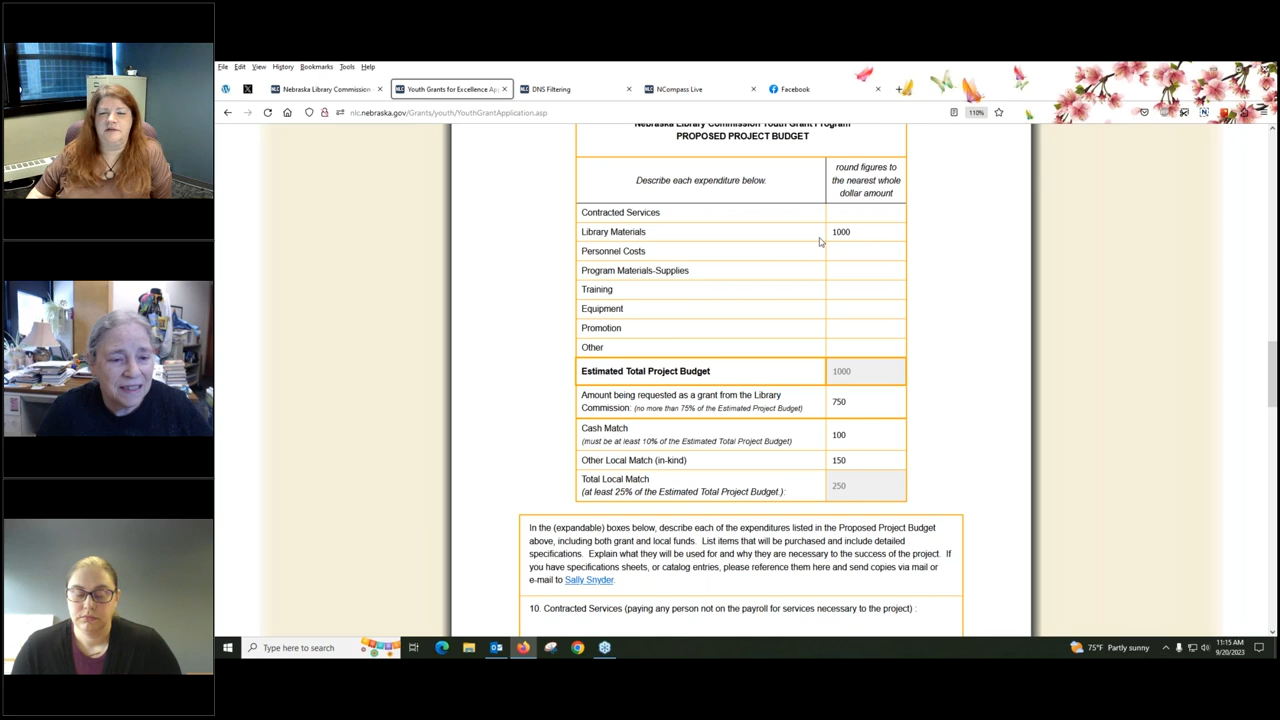 File Edit View History Bookmarks Tools Help
Nebraska Library Commission - Youth Grants for Excellence Ap DNS Filtering NCompass Live Facebook
nlc.nebraska.gov/Grants/youth/YouthGrantApplication.asp 110%
Nebraska Library Commission Youth Grant Program
PROPOSED PROJECT BUDGET
Describe each expenditure below.
round figures to
the nearest whole
dollar amount
Contracted Services
Library Materials 1000
Personnel Costs
Program Materials-Supplies
Training
Equipment
Promotion
Other
Estimated Total Project Budget 1000
Amount being requested as a grant from the Library
Commission: (no more than 75% of the Estimated Project Budget) 750
Cash Match
(must be at least 10% of the Estimated Total Project Budget) 100
Other Local Match (in-kind) 150
Total Local Match
(at least 25% of the Estimated Total Project Budget.): 250
In the (expandable) boxes below, describe each of the expenditures listed in the Proposed Project Budget
above, including both grant and local funds. List items that will be purchased and include detailed
specifications. Explain what they will be used for and why they are necessary to the success of the project. If
you have specifications sheets, or catalog entries, please reference them here and send copies via mail or
e-mail to Sally Snyder.
10. Contracted Services (paying any person not on the payroll for services necessary to the project) :
Type here to search
75°F Partly sunny
11:15 AM
9/20/2023